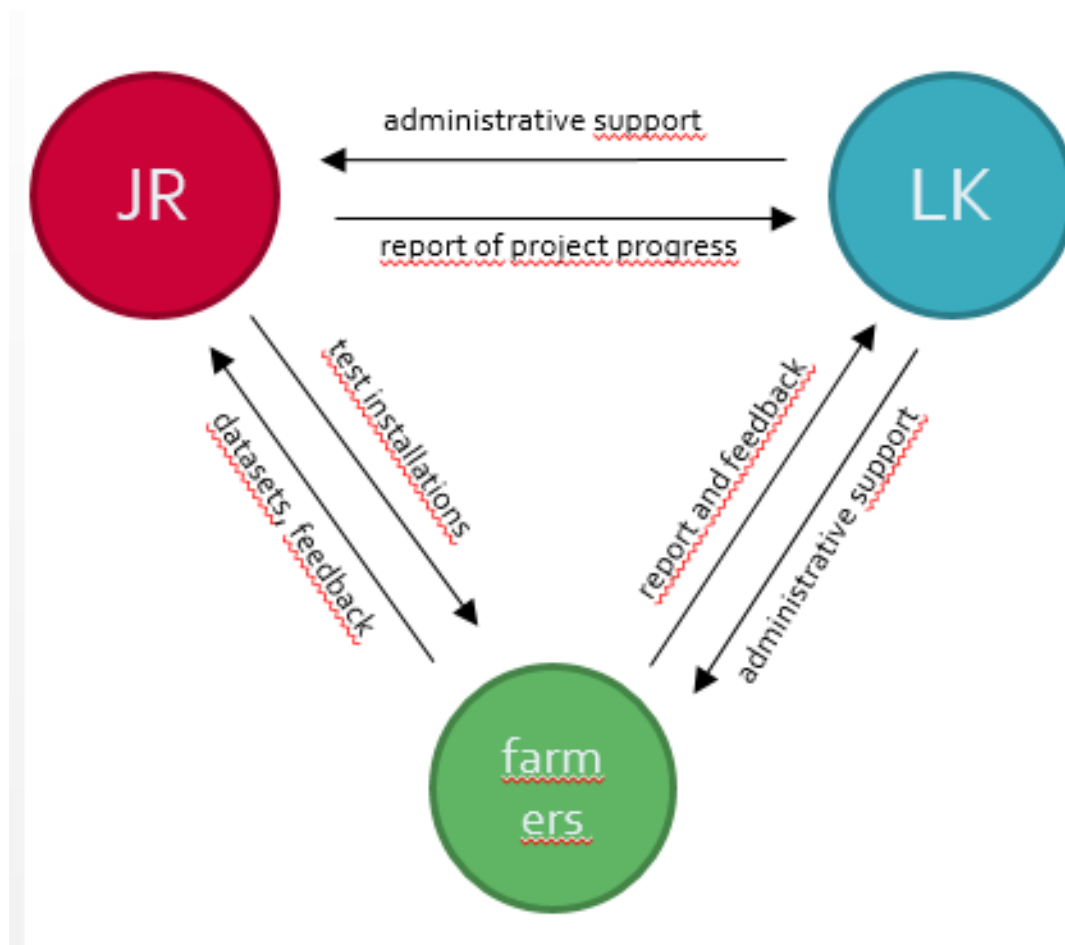 administrative support
JR
LK
report of project progress
test installations
datasets, feedback
report and feedback
administrative support
farm
ers